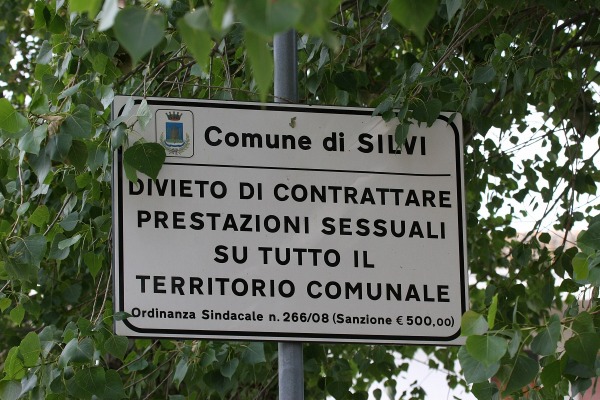 Comune di SILVI
DIVIETO DI CONTRATTARE
PRESTAZIONI SESSUALI
SU TUTTO IL
TERRITORIO COMUNALE
Ordinanza Sindacale n. 266/08 (Sanzione € 500,00)